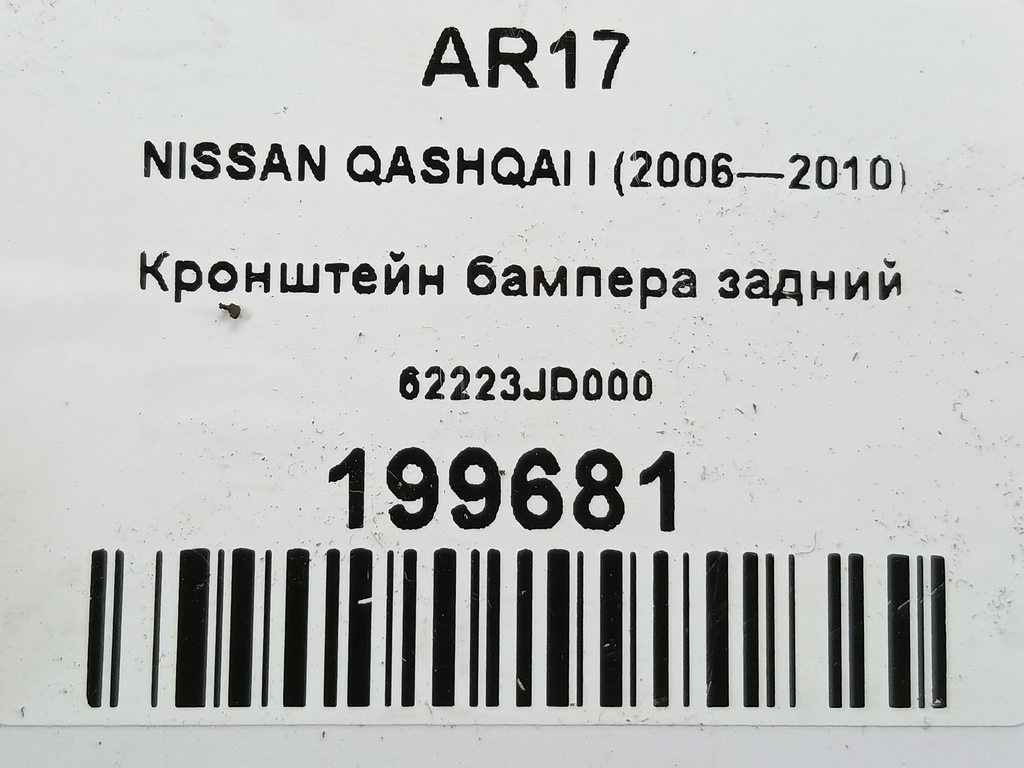 AR17
NISSAN QASHQAI I (2006—2010)
Кронштейн бампера задний
62223JD000
199681